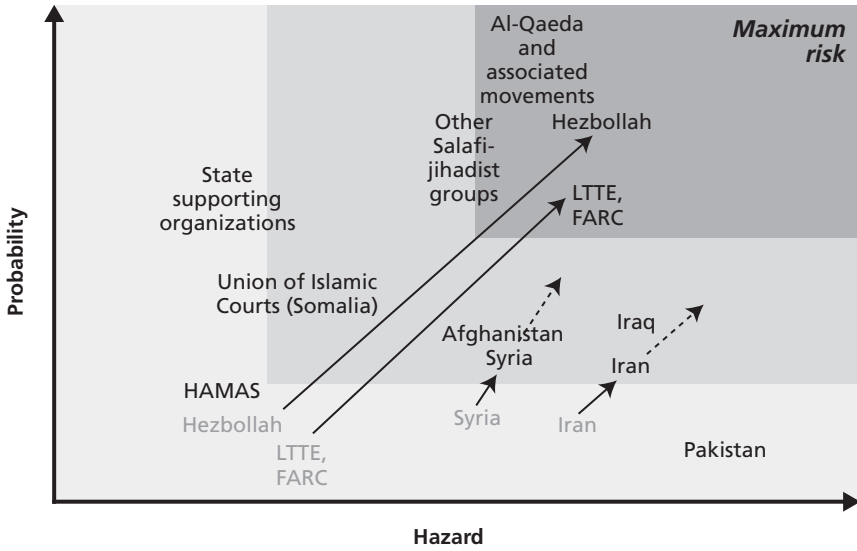 Al-Qaeda
and
associated
movements
Maximum
risk
Other
Salafi-
jihadist
groups
Hezbollah
State
supporting
organizations
LTTE,
FARC
Union of Islamic
Courts (Somalia)
Afghanistan
Syria
Iraq
Iran
HAMAS
Hezbollah
LTTE,
FARC
Syria
Iran
Pakistan
Probability
Hazard